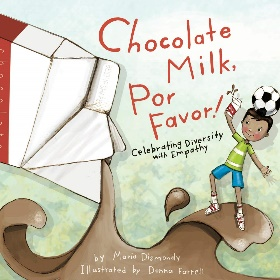 Chocolate
Milk,
Por
Favor!
Celebrating Diversity
with Empathy
by Maria Dismondy
Illustrated by Donna Farrell